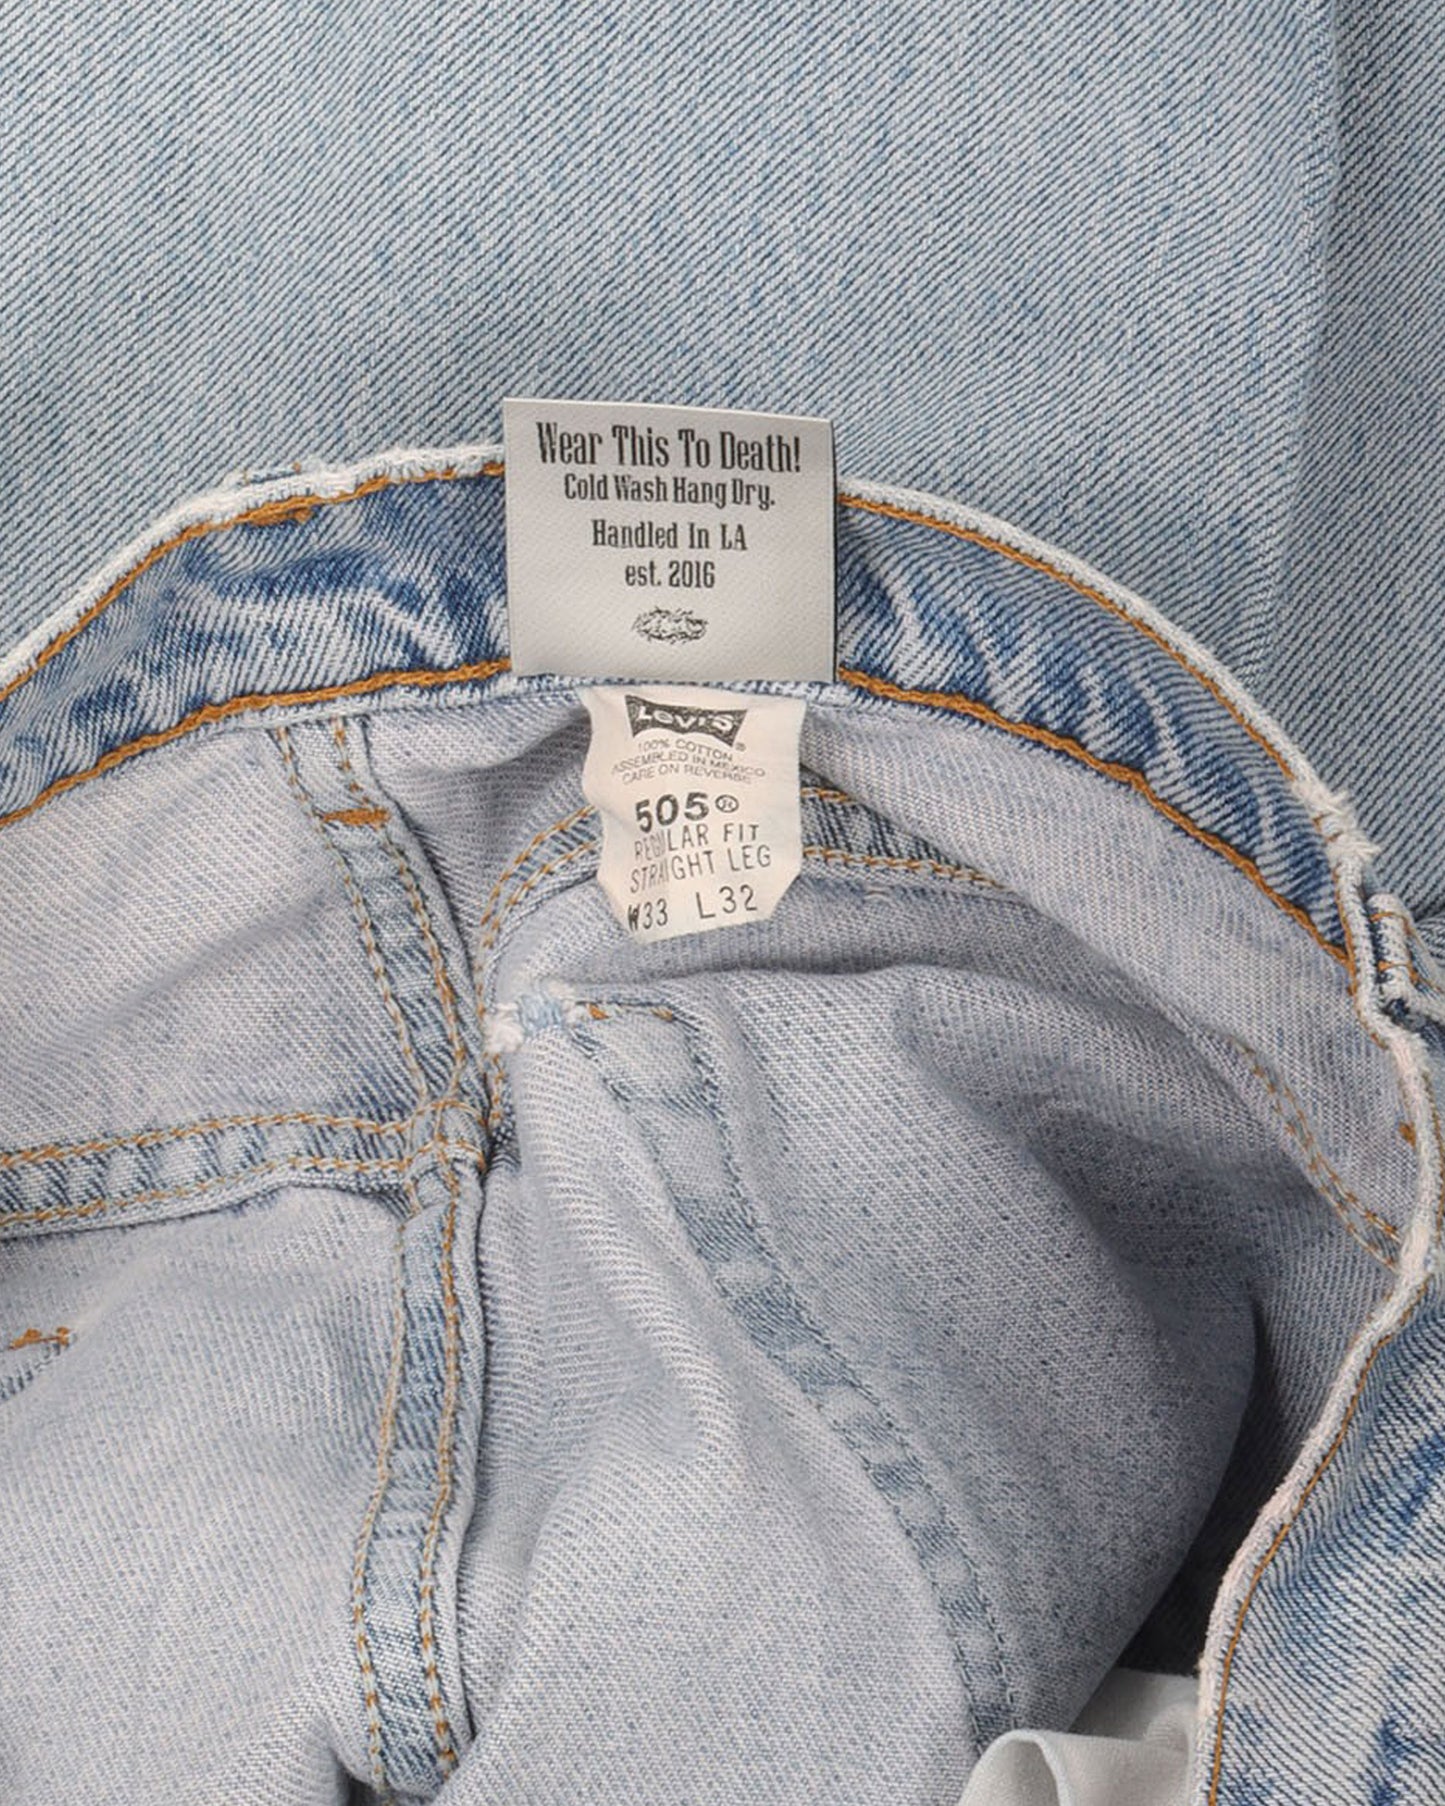 Wear This To Death!
Cold Wash Hang Dry.
Handled In LA
est. 2016
Levi's®
100% COTTON
ASSEMBLED IN MEXICO
CARE ON REVERSE
505®
REGULAR FIT
STRAIGHT LEG
W33 L32